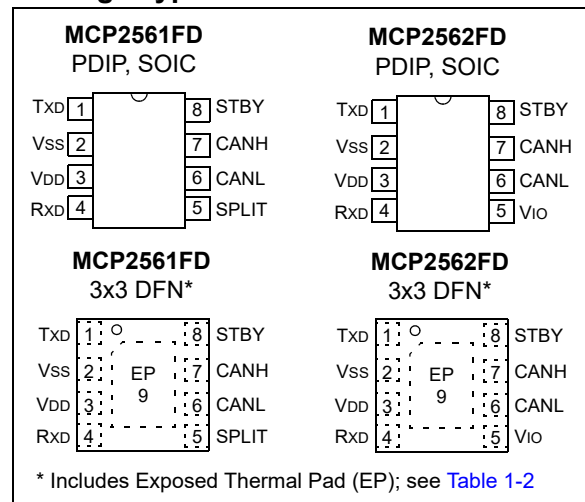 MCP2561FD
PDIP, SOIC
TXD 1 8 STBY
VSS 2 7 CANH
VDD 3 6 CANL
RXD 4 5 SPLIT
MCP2562FD
PDIP, SOIC
TXD 1 8 STBY
VSS 2 7 CANH
VDD 3 6 CANL
RXD 4 5 VIO
MCP2561FD
3x3 DFN*
TXD 1 8 STBY
VSS 2 EP 7 CANH
VDD 3 9 6 CANL
RXD 4 5 SPLIT
MCP2562FD
3x3 DFN*
TXD 1 8 STBY
VSS 2 EP 7 CANH
VDD 3 9 6 CANL
RXD 4 5 VIO
* Includes Exposed Thermal Pad (EP); see Table 1-2